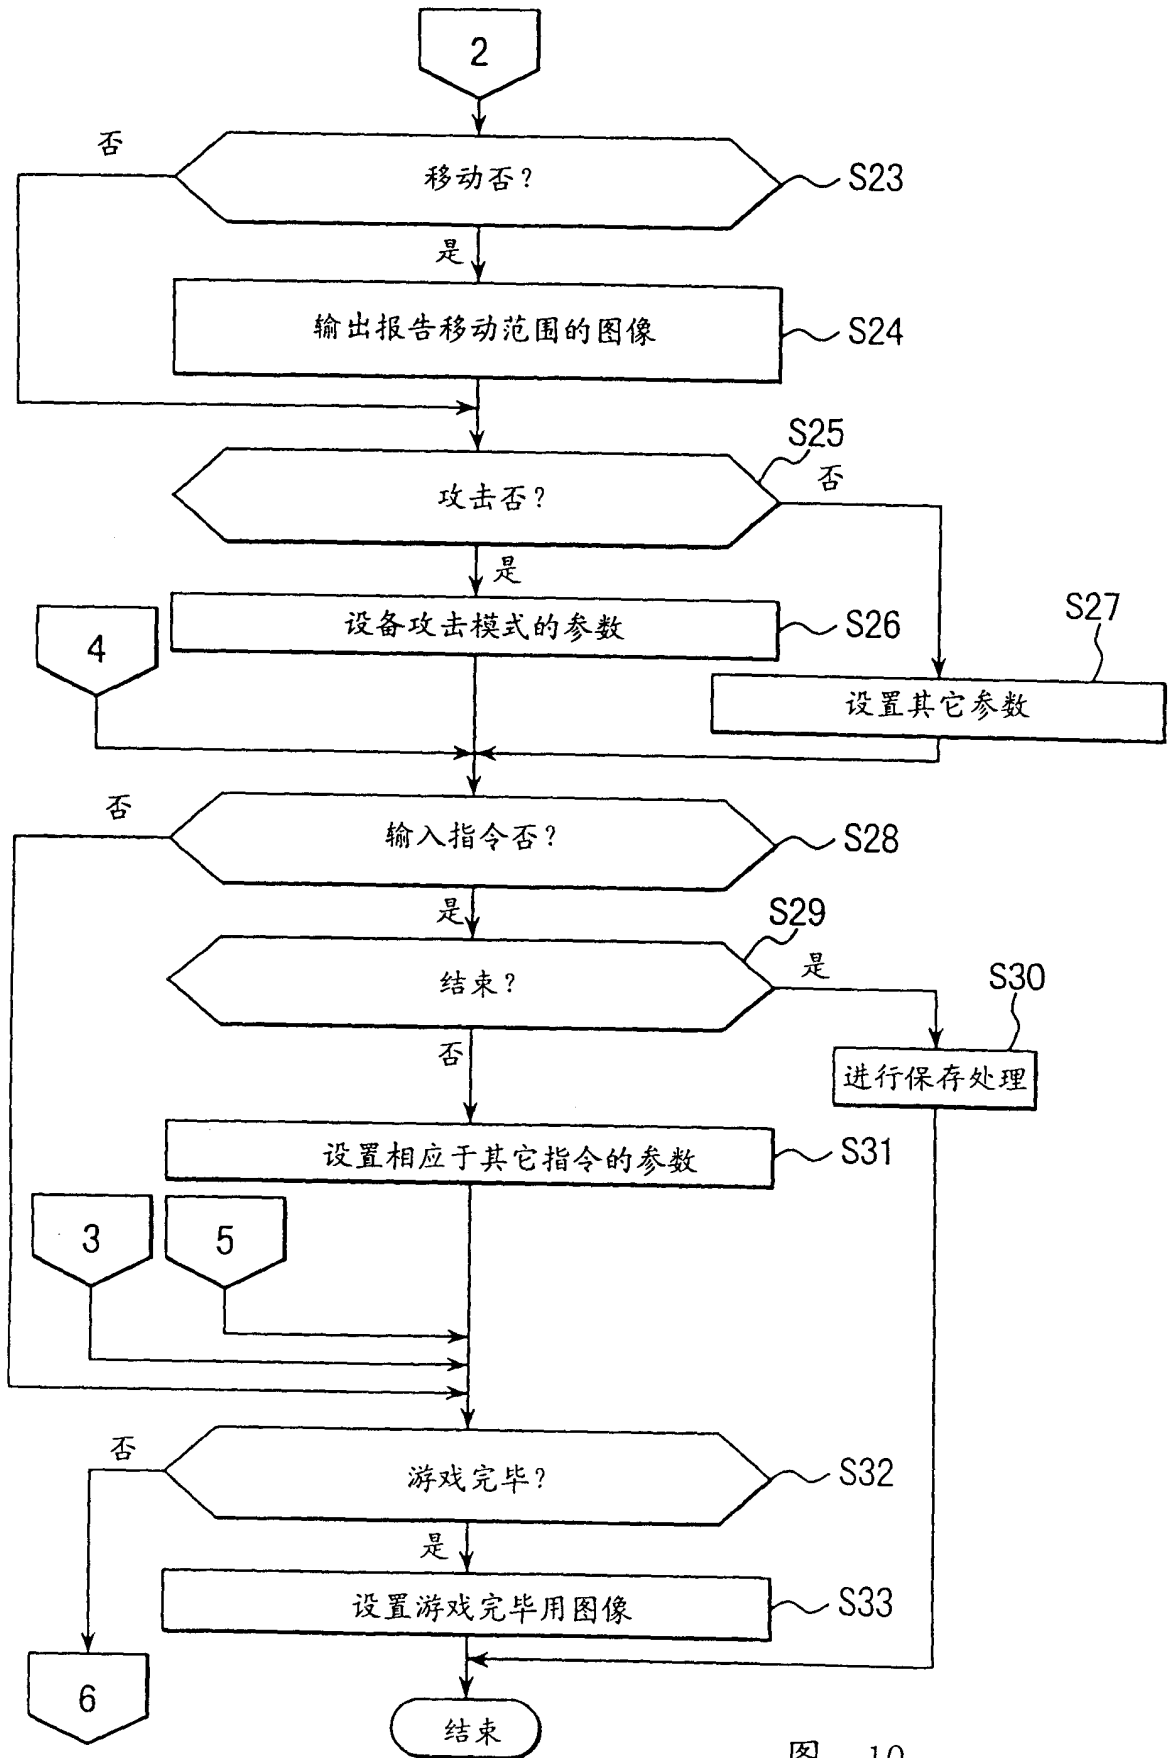 2
否
移动否?
S23
是
输出报告移动范围的图像
S24
S25
攻击否?
否
是
设备攻击模式的参数
S26
S27
4
设置其它参数
否
输入指令否?
S28
是
S29
结束?
是
S30
否
进行保存处理
设置相应于其它指令的参数
S31
3
5
否
游戏完毕?
S32
是
设置游戏完毕用图像
S33
6
结束
图 10